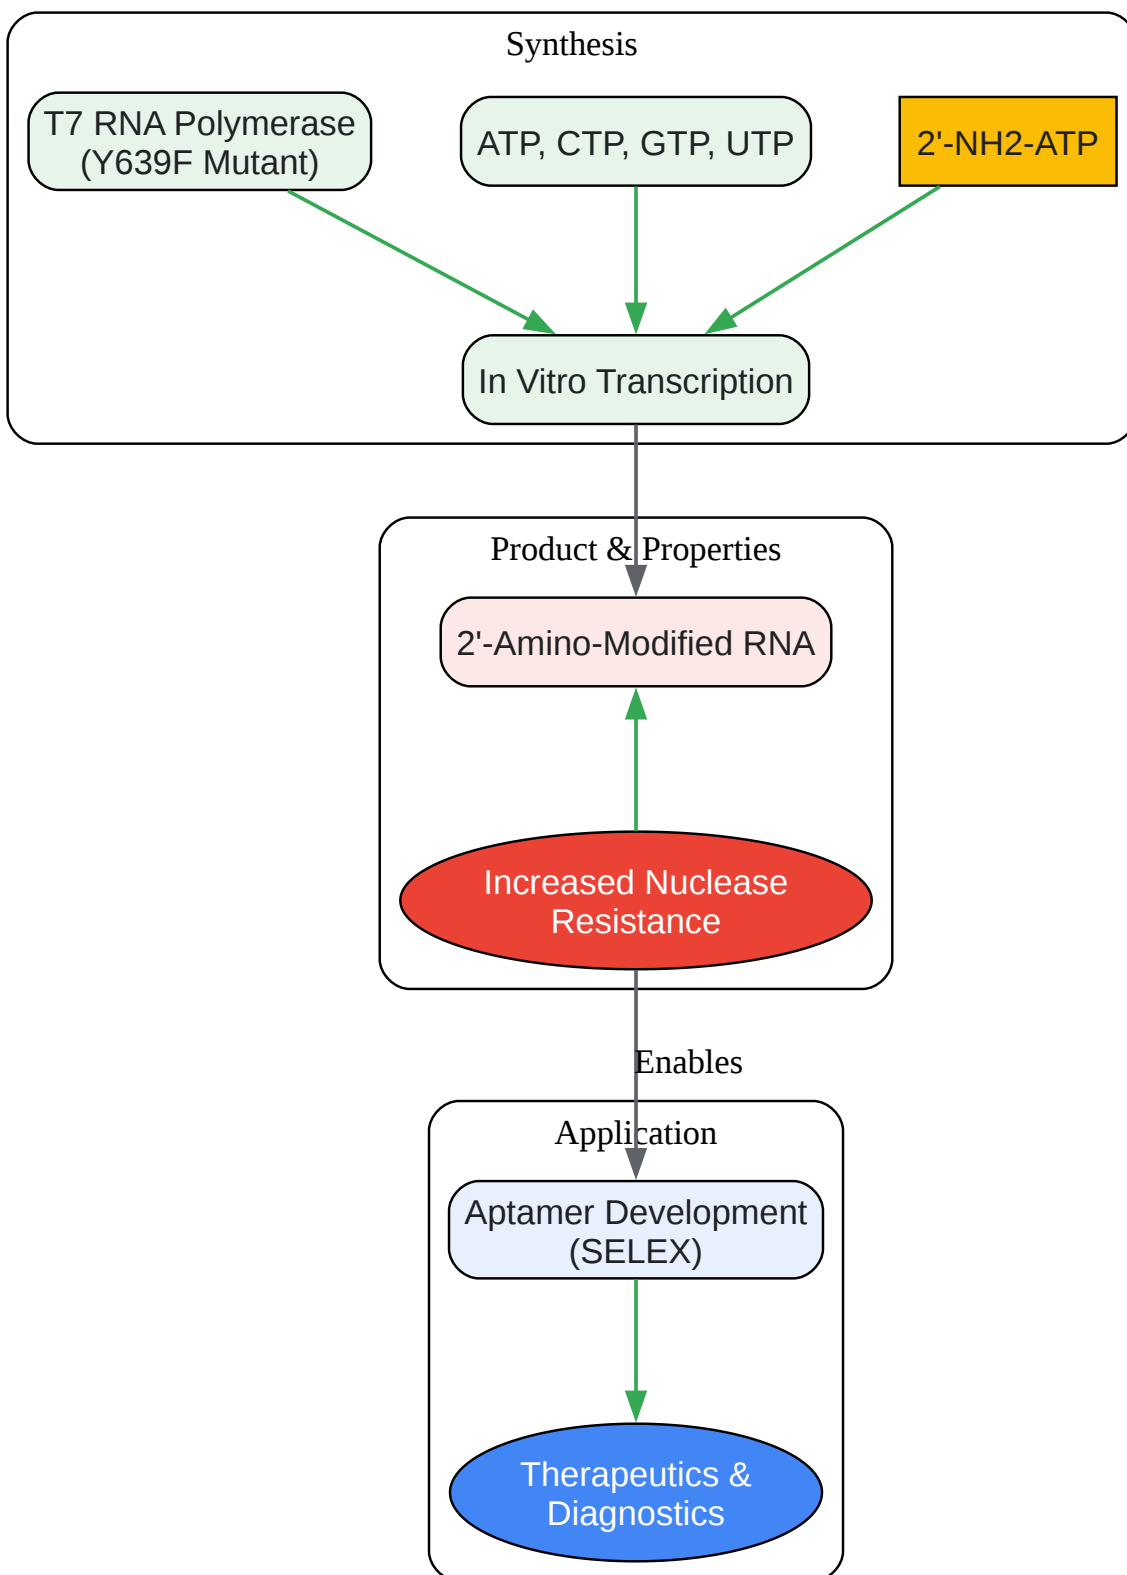 Synthesis
T7 RNA Polymerase
(Y639F Mutant)
ATP, CTP, GTP, UTP
2'-NH2-ATP
In Vitro Transcription
Product & Properties
2'-Amino-Modified RNA
Increased Nuclease
Resistance
Enables
Application
Aptamer Development
(SELEX)
Therapeutics &
Diagnostics